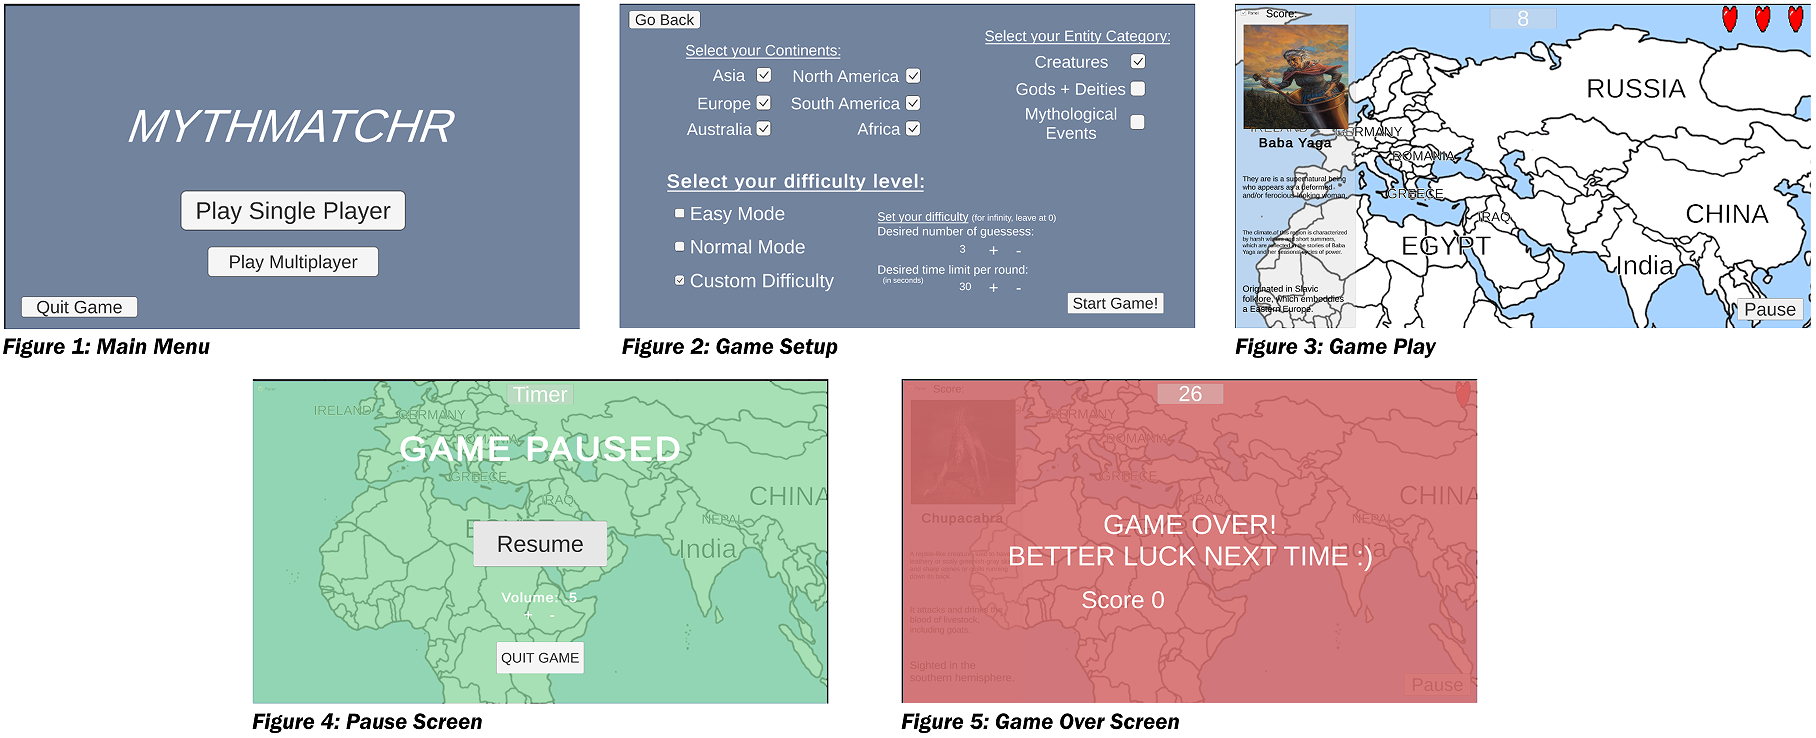 MYTHMATCHR
Play Single Player
Play Multiplayer
Quit Game
Figure 1: Main Menu
Go Back
Select your Continents:
Asia
North America
Europe
South America
Australia
Africa
Select your Entity Category:
Creatures
Gods + Deities
Mythological
Events
Select your difficulty level:
Easy Mode
Normal Mode
Custom Difficulty
Set your difficulty (for infinity, leave at 0)
Desired number of guessess:
3 + -
Desired time limit per round:
(in seconds)
30 + -
Start Game!
Figure 2: Game Setup
Panel
Score:
8
Baba Yaga
They are is a supernatural being
who appears as a deformed
and/or ferocious looking woman.
The climate of this region is characterized
by harsh winters and short summers,
which are reflected in the stories of Baba
Yaga and her seasonal cycles of power.
Originated in Slavic
folklore, which embodies
a Eastern Europe.
IRELAND
GERMANY
ROMANIA
GREECE
IRAQ
EGYPT
RUSSIA
CHINA
India
Pause
Figure 3: Game Play
Timer
GAME PAUSED
IRELAND
GERMANY
ROMANIA
GREECE
IRAQ
EGYPT
CHINA
NEPAL
India
Resume
Volume: .5
+ -
QUIT GAME
Figure 4: Pause Screen
Score:
26
GERMANY
ROMANIA
GREECE
IRAQ
CHINA
NEPAL
India
Chupacabra
GAME OVER!
BETTER LUCK NEXT TIME :)
Score 0
It attacks and drinks the
blood of livestock,
including goats.
Sighted in the
southern hemisphere.
Pause
Figure 5: Game Over Screen